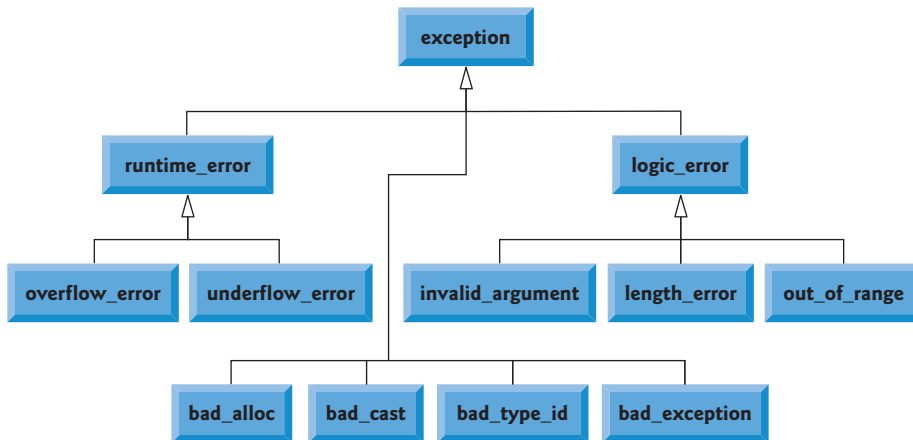 exception
runtime_error
logic_error
overflow_error
underflow_error
invalid_argument
length_error
out_of_range
bad_alloc
bad_cast
bad_type_id
bad_exception